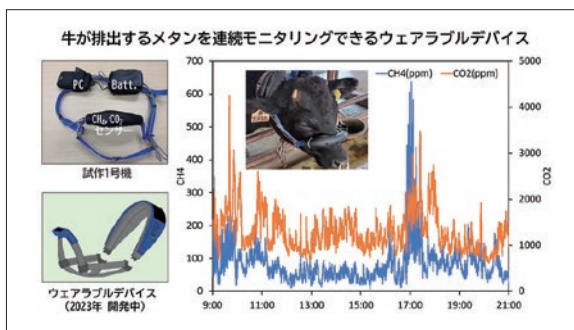 牛が排出するメタンを連続モニタリングできるウェアラブルデバイス
PC Batt.
CH₄, CO₂
センサー
試作1号機
ウェアラブルデバイス
(2023年 開発中)
CH4(ppm) CO2(ppm)
CH4
700
600
500
400
300
200
100
0
CO2
5000
4000
3000
2000
1000
0
9:00 11:00 13:00 15:00 17:00 19:00 21:00